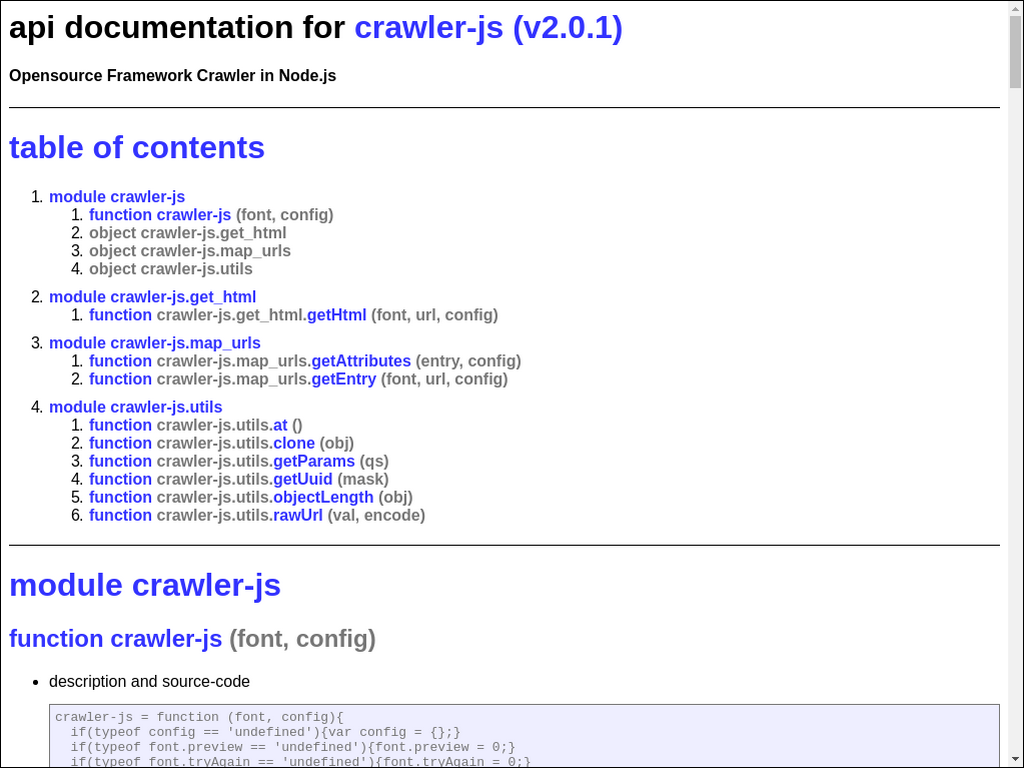 api documentation for crawler-js (v2.0.1)
Opensource Framework Crawler in Node.js
table of contents
1. module crawler-js
1. function crawler-js (font, config)
2. object crawler-js.get_html
3. object crawler-js.map_urls
4. object crawler-js.utils
2. module crawler-js.get_html
1. function crawler-js.get_html.getHtml (font, url, config)
3. module crawler-js.map_urls
1. function crawler-js.map_urls.getAttributes (entry, config)
2. function crawler-js.map_urls.getEntry (font, url, config)
4. module crawler-js.utils
1. function crawler-js.utils.at ()
2. function crawler-js.utils.clone (obj)
3. function crawler-js.utils.getParams (qs)
4. function crawler-js.utils.getUuid (mask)
5. function crawler-js.utils.objectLength (obj)
6. function crawler-js.utils.rawUrl (val, encode)
module crawler-js
function crawler-js (font, config)
• description and source-code
crawler-js = function (font, config){
  if(typeof config == 'undefined'){var config = {};}
  if(typeof font.preview == 'undefined'){font.preview = 0;}
  if(typeof font.tryAgain == 'undefined'){font.tryAgain = 0;}